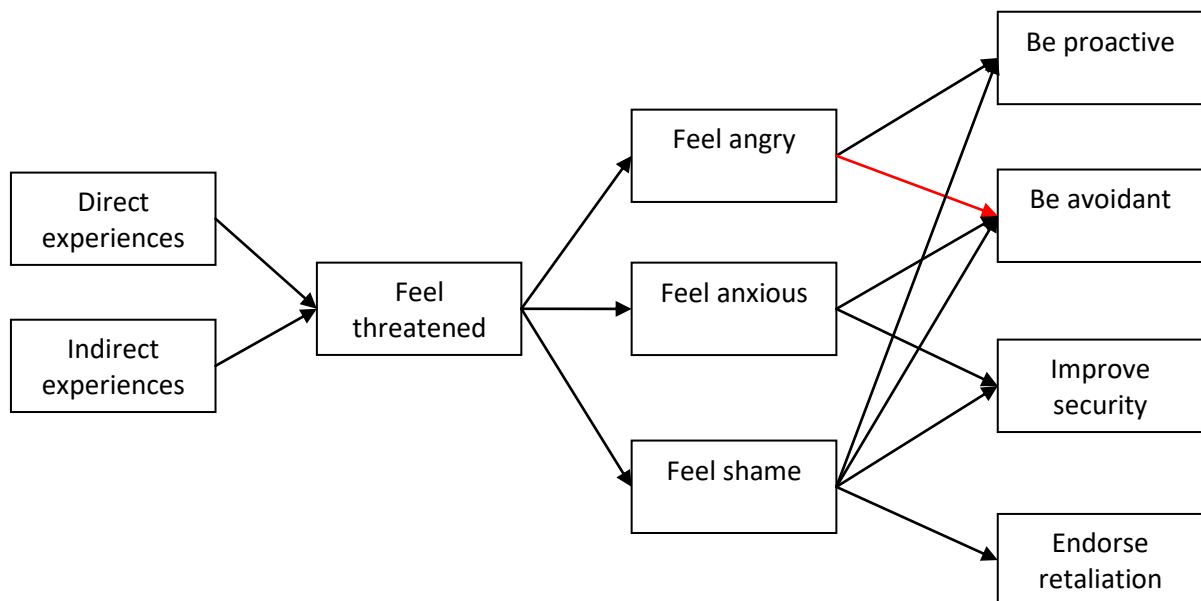 Direct
experiences
Indirect
experiences
Feel
threatened
Feel angry
Feel anxious
Feel shame
Be proactive
Be avoidant
Improve
security
Endorse
retaliation